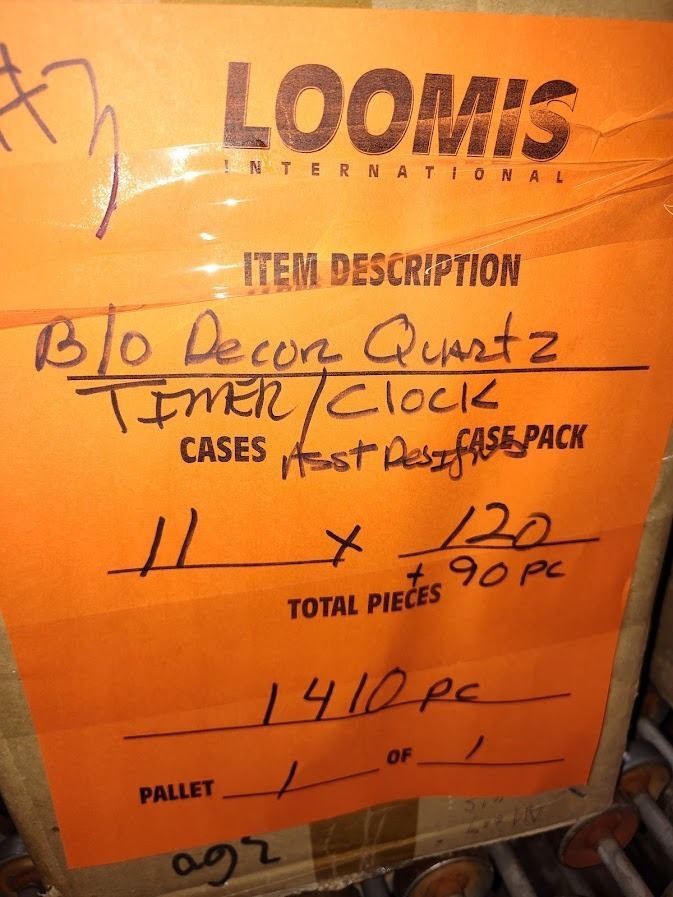 #7
LOOMIS
INTERNATIONAL
ITEM DESCRIPTION
B/O Decor Quartz
TIMER/Clock
Asst Designs
CASES CASE PACK
11 x 120
+ 90 PC
TOTAL PIECES
1410 pc
PALLET 1 OF 1